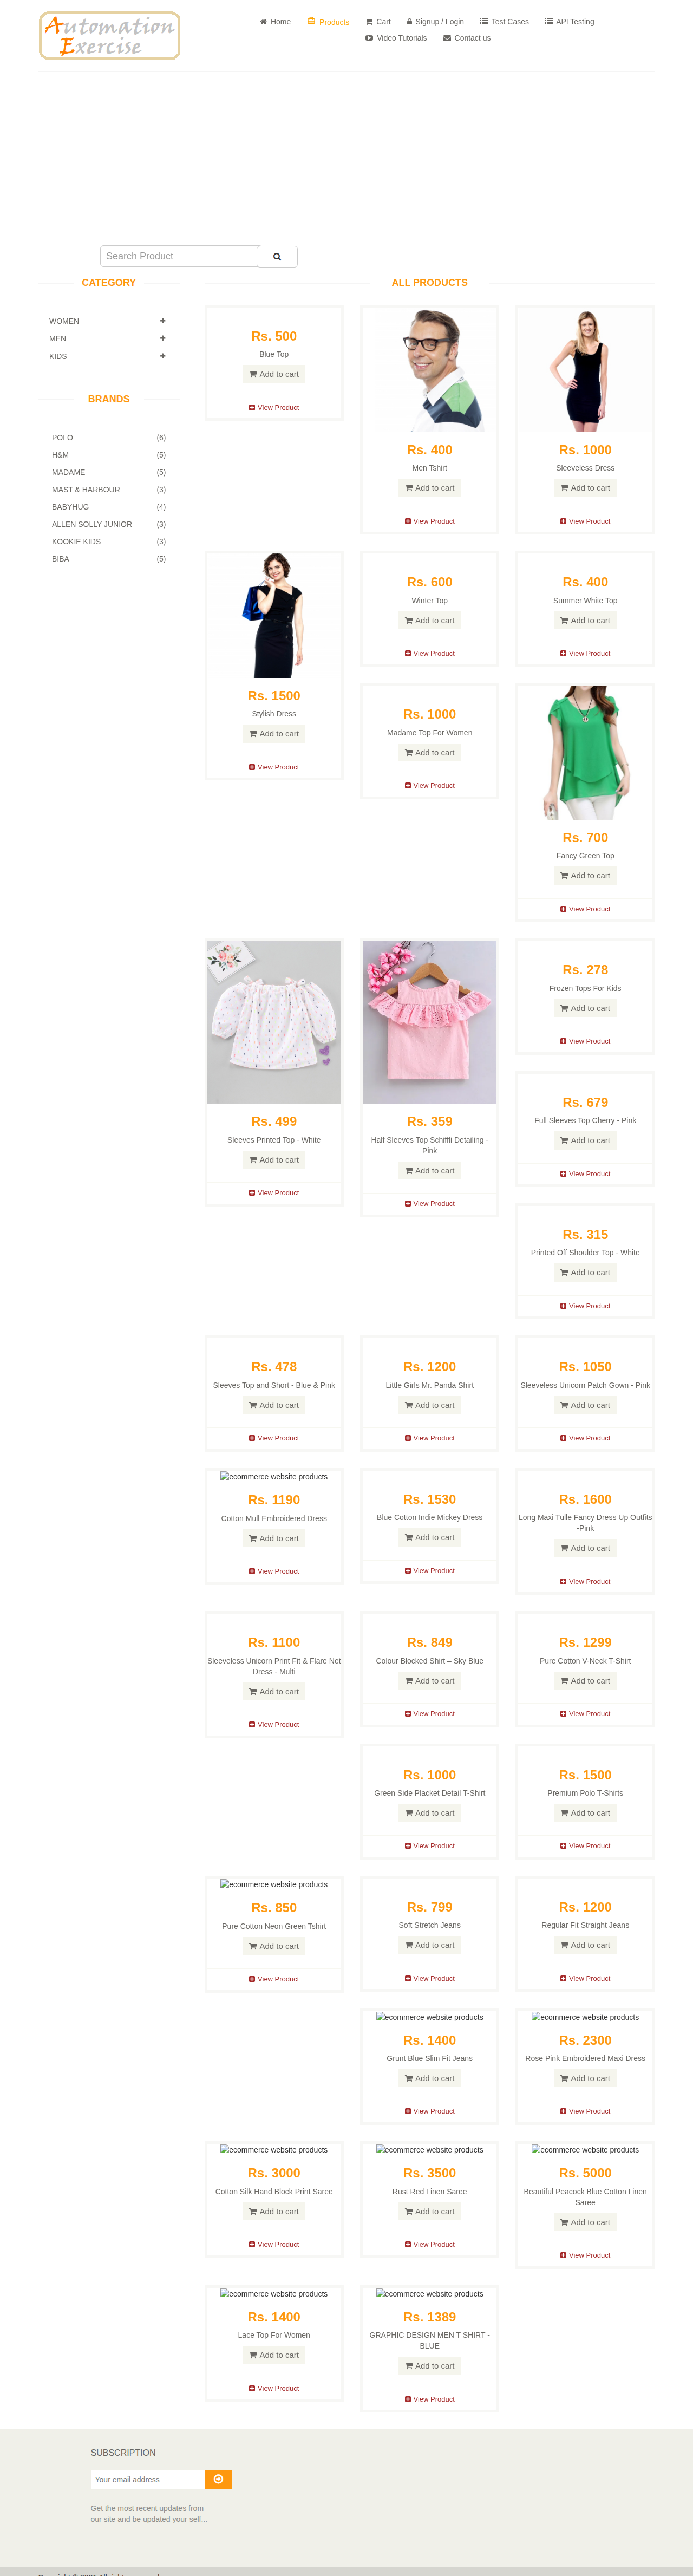 Automation
Exercise
Home
Products
Cart
Signup / Login
Test Cases
API Testing
Video Tutorials
Contact us
Search Product
CATEGORY
WOMEN
MEN
KIDS
BRANDS
POLO (6)
H&M (5)
MADAME (5)
MAST & HARBOUR (3)
BABYHUG (4)
ALLEN SOLLY JUNIOR (3)
KOOKIE KIDS (3)
BIBA (5)
ALL PRODUCTS
Rs. 500
Blue Top
Add to cart
View Product
Rs. 400
Men Tshirt
Add to cart
View Product
Rs. 1000
Sleeveless Dress
Add to cart
View Product
Rs. 1500
Stylish Dress
Add to cart
View Product
Rs. 600
Winter Top
Add to cart
View Product
Rs. 400
Summer White Top
Add to cart
View Product
Rs. 1000
Madame Top For Women
Add to cart
View Product
Rs. 700
Fancy Green Top
Add to cart
View Product
Rs. 499
Sleeves Printed Top - White
Add to cart
View Product
Rs. 359
Half Sleeves Top Schiffli Detailing -
Pink
Add to cart
View Product
Rs. 278
Frozen Tops For Kids
Add to cart
View Product
Rs. 679
Full Sleeves Top Cherry - Pink
Add to cart
View Product
Rs. 315
Printed Off Shoulder Top - White
Add to cart
View Product
Rs. 478
Sleeves Top and Short - Blue & Pink
Add to cart
View Product
Rs. 1200
Little Girls Mr. Panda Shirt
Add to cart
View Product
Rs. 1050
Sleeveless Unicorn Patch Gown - Pink
Add to cart
View Product
ecommerce website products
Rs. 1190
Cotton Mull Embroidered Dress
Add to cart
View Product
Rs. 1530
Blue Cotton Indie Mickey Dress
Add to cart
View Product
Rs. 1600
Long Maxi Tulle Fancy Dress Up Outfits
-Pink
Add to cart
View Product
Rs. 1100
Sleeveless Unicorn Print Fit & Flare Net
Dress - Multi
Add to cart
View Product
Rs. 849
Colour Blocked Shirt – Sky Blue
Add to cart
View Product
Rs. 1299
Pure Cotton V-Neck T-Shirt
Add to cart
View Product
Rs. 1000
Green Side Placket Detail T-Shirt
Add to cart
View Product
Rs. 1500
Premium Polo T-Shirts
Add to cart
View Product
ecommerce website products
Rs. 850
Pure Cotton Neon Green Tshirt
Add to cart
View Product
Rs. 799
Soft Stretch Jeans
Add to cart
View Product
Rs. 1200
Regular Fit Straight Jeans
Add to cart
View Product
ecommerce website products
Rs. 1400
Grunt Blue Slim Fit Jeans
Add to cart
View Product
ecommerce website products
Rs. 2300
Rose Pink Embroidered Maxi Dress
Add to cart
View Product
ecommerce website products
Rs. 3000
Cotton Silk Hand Block Print Saree
Add to cart
View Product
ecommerce website products
Rs. 3500
Rust Red Linen Saree
Add to cart
View Product
ecommerce website products
Rs. 5000
Beautiful Peacock Blue Cotton Linen
Saree
Add to cart
View Product
ecommerce website products
Rs. 1400
Lace Top For Women
Add to cart
View Product
ecommerce website products
Rs. 1389
GRAPHIC DESIGN MEN T SHIRT -
BLUE
Add to cart
View Product
SUBSCRIPTION
Your email address
Get the most recent updates from
our site and be updated your self...